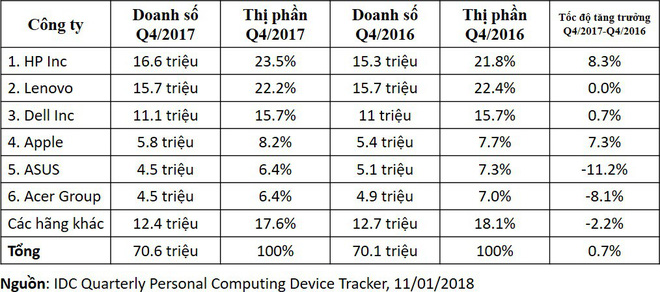 Công ty Doanh số Q4/2017 Thị phần Q4/2017 Doanh số Q4/2016 Thị phần Q4/2016 Tốc độ tăng trưởng Q4/2017-Q4/2016
1. HP Inc 16.6 triệu 23.5% 15.3 triệu 21.8% 8.3%
2. Lenovo 15.7 triệu 22.2% 15.7 triệu 22.4% 0.0%
3. Dell Inc 11.1 triệu 15.7% 11 triệu 15.7% 0.7%
4. Apple 5.8 triệu 8.2% 5.4 triệu 7.7% 7.3%
5. ASUS 4.5 triệu 6.4% 5.1 triệu 7.3% -11.2%
6. Acer Group 4.5 triệu 6.4% 4.9 triệu 7.0% -8.1%
Các hãng khác 12.4 triệu 17.6% 12.7 triệu 18.1% -2.2%
Tổng 70.6 triệu 100% 70.1 triệu 100% 0.7%
Nguồn: IDC Quarterly Personal Computing Device Tracker, 11/01/2018